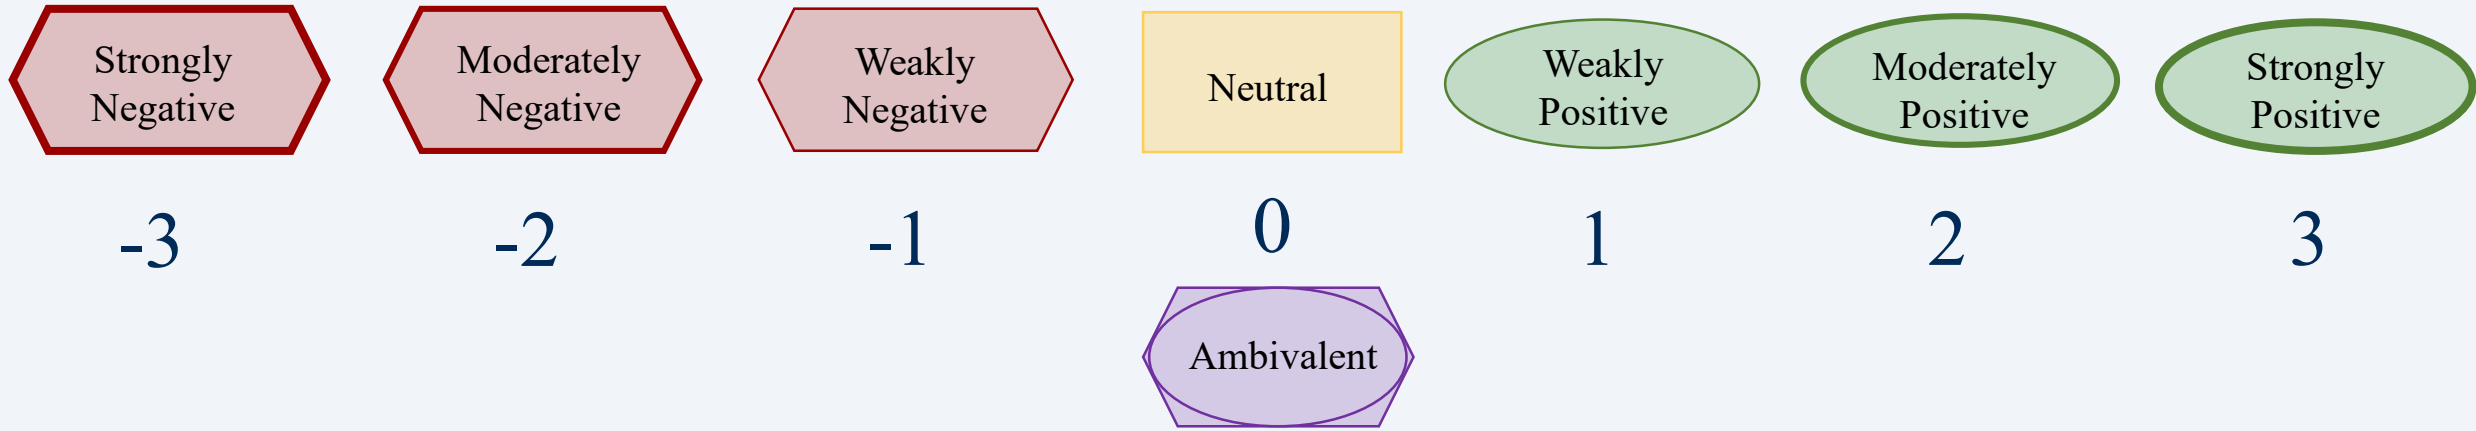 Strongly
Negative
Moderately
Negative
Weakly
Negative
Neutral
Weakly
Positive
Moderately
Positive
Strongly
Positive
-3
-2
-1
0
1
2
3
Ambivalent